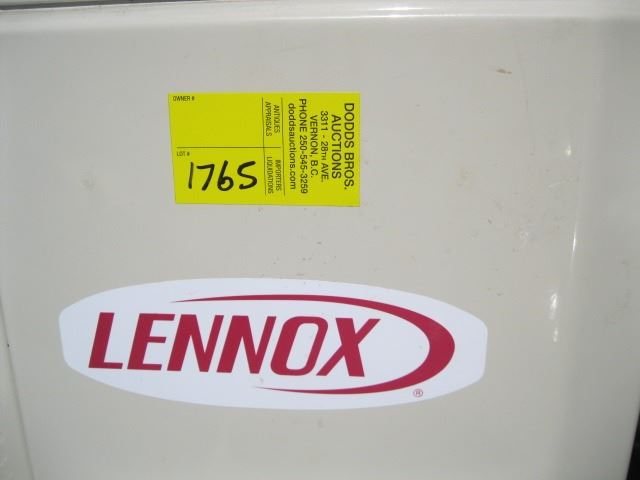 OWNER #
LOT #
1765
ANTIQUES
APPRAISALS
IMPORTERS
LIQUIDATIONS
DODDS BROS.
AUCTIONS
3311 - 28TH AVE.
VERNON, B.C.
PHONE 250-545-3259
doddsauctions.com
LENNOX
®